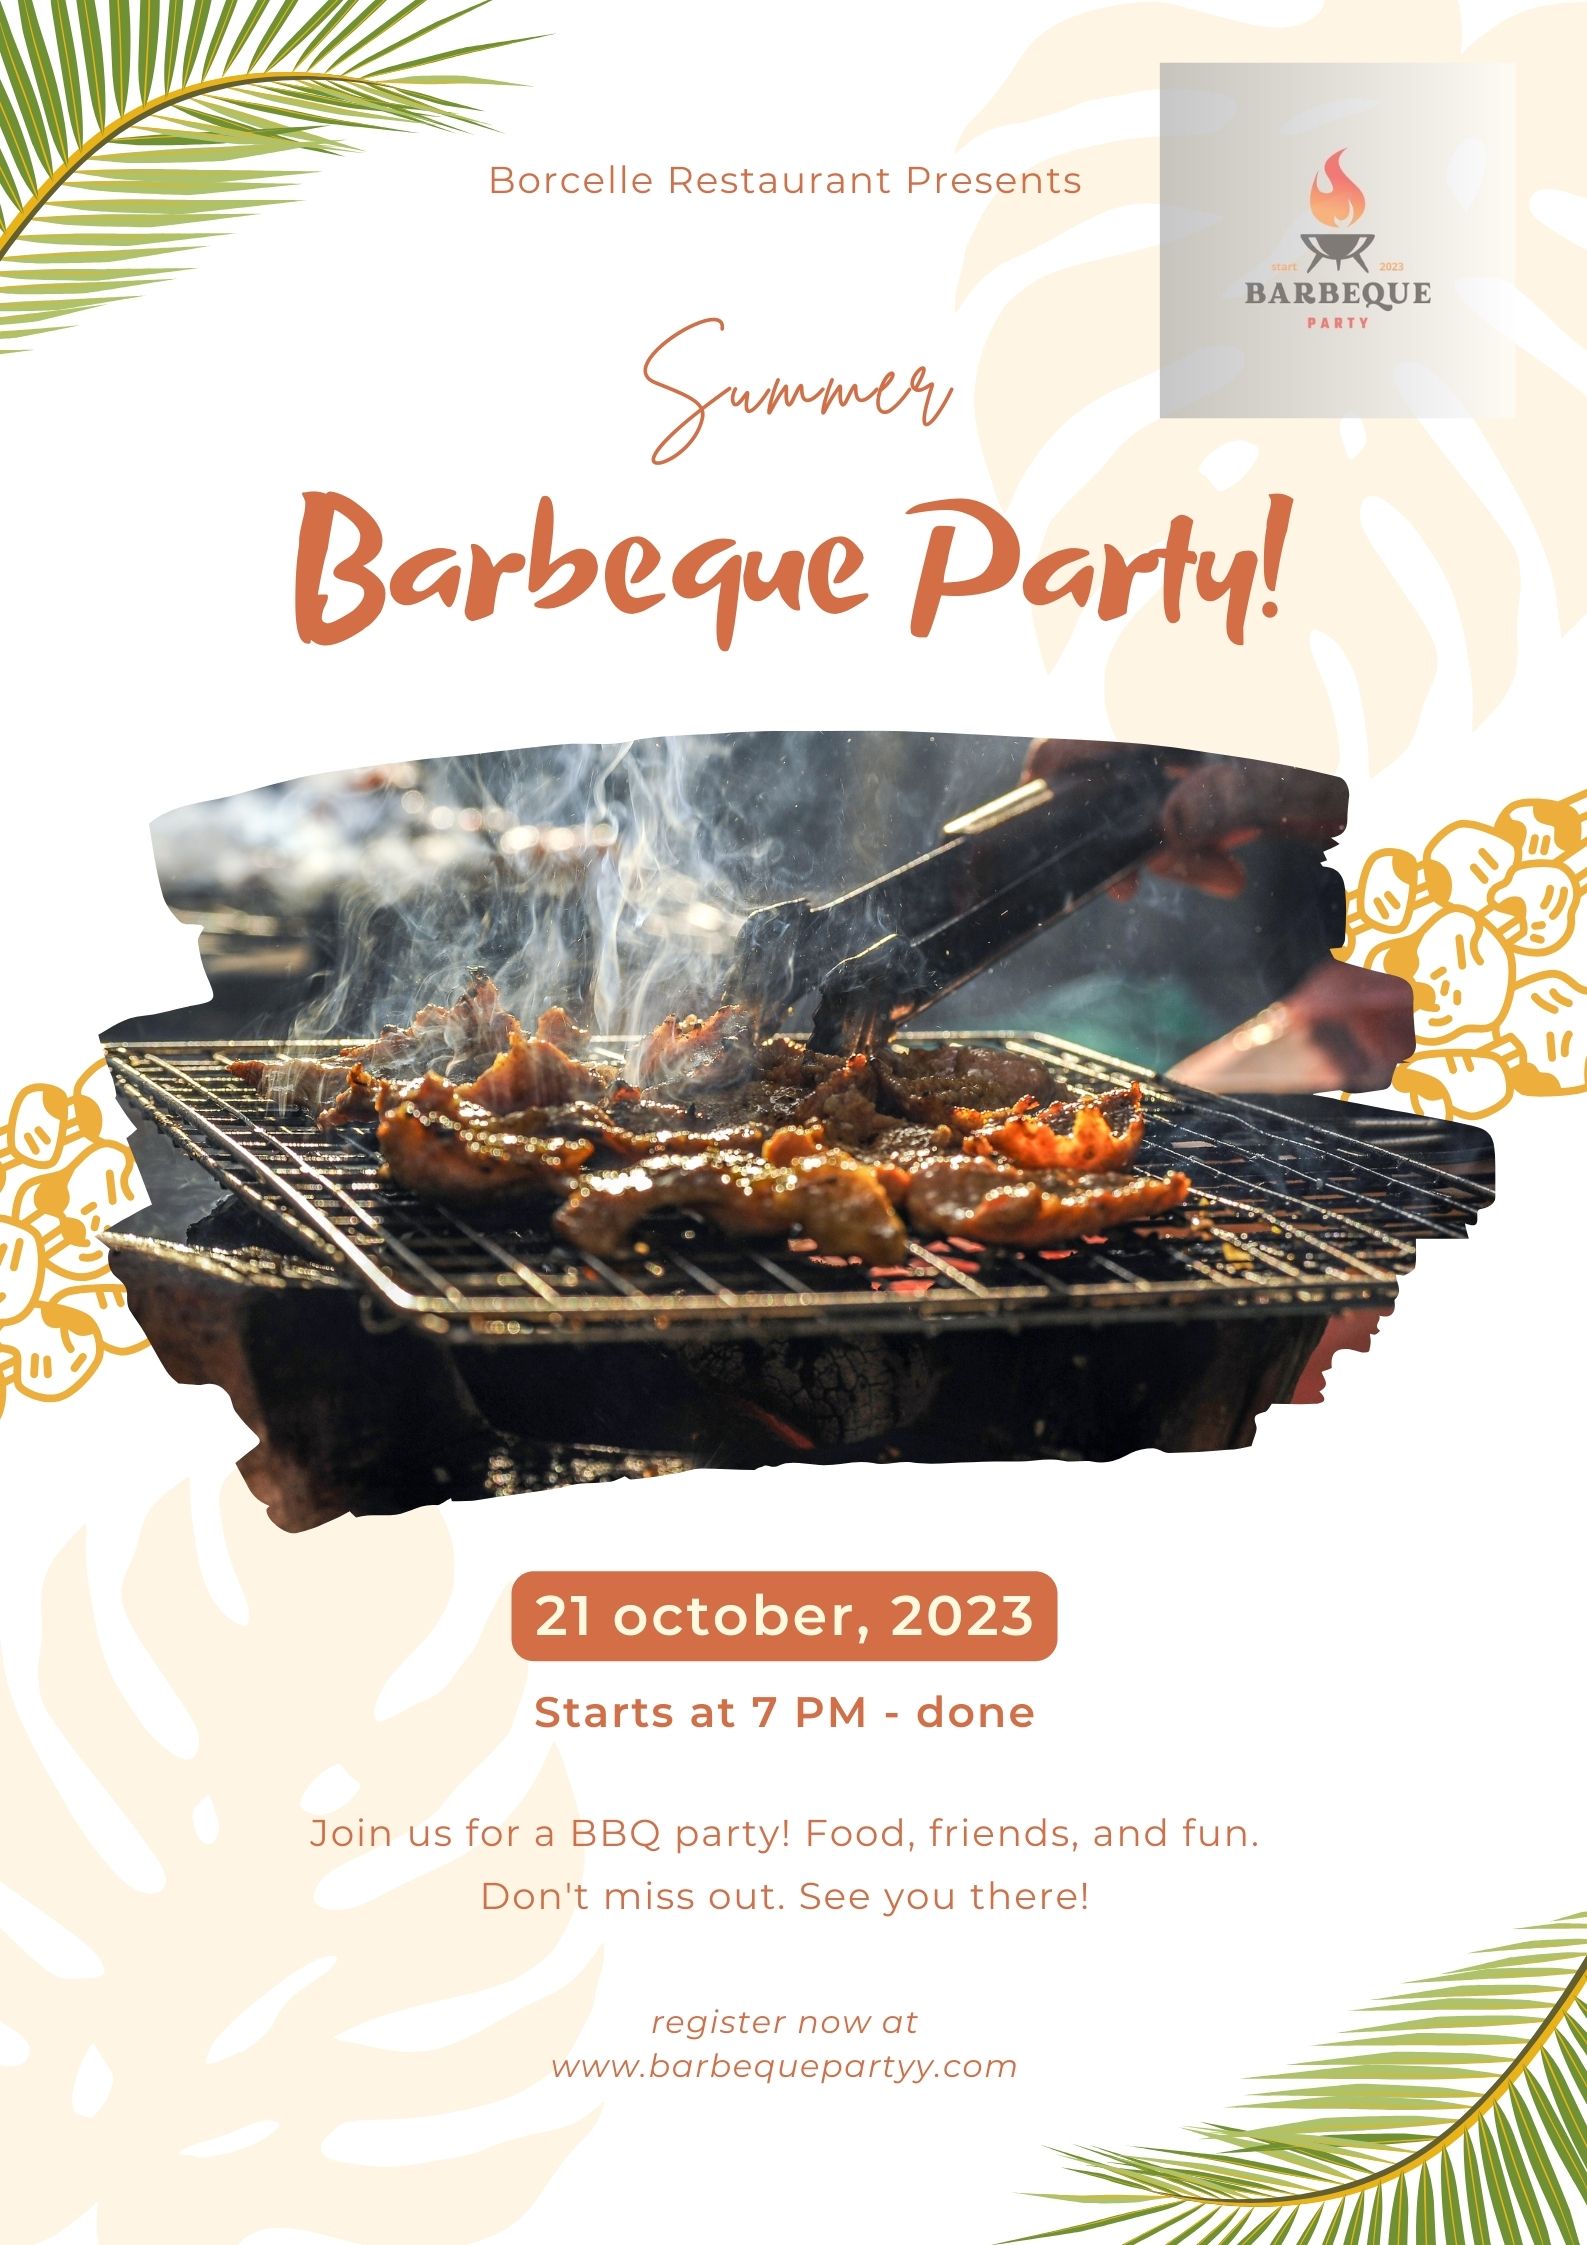 Borcelle Restaurant Presents
start 2023
BARBEQUE
PARTY
Summer
Barbeque Party!
21 october, 2023
Starts at 7 PM - done
Join us for a BBQ party! Food, friends, and fun.
Don't miss out. See you there!
register now at
www.barbequepartyy.com